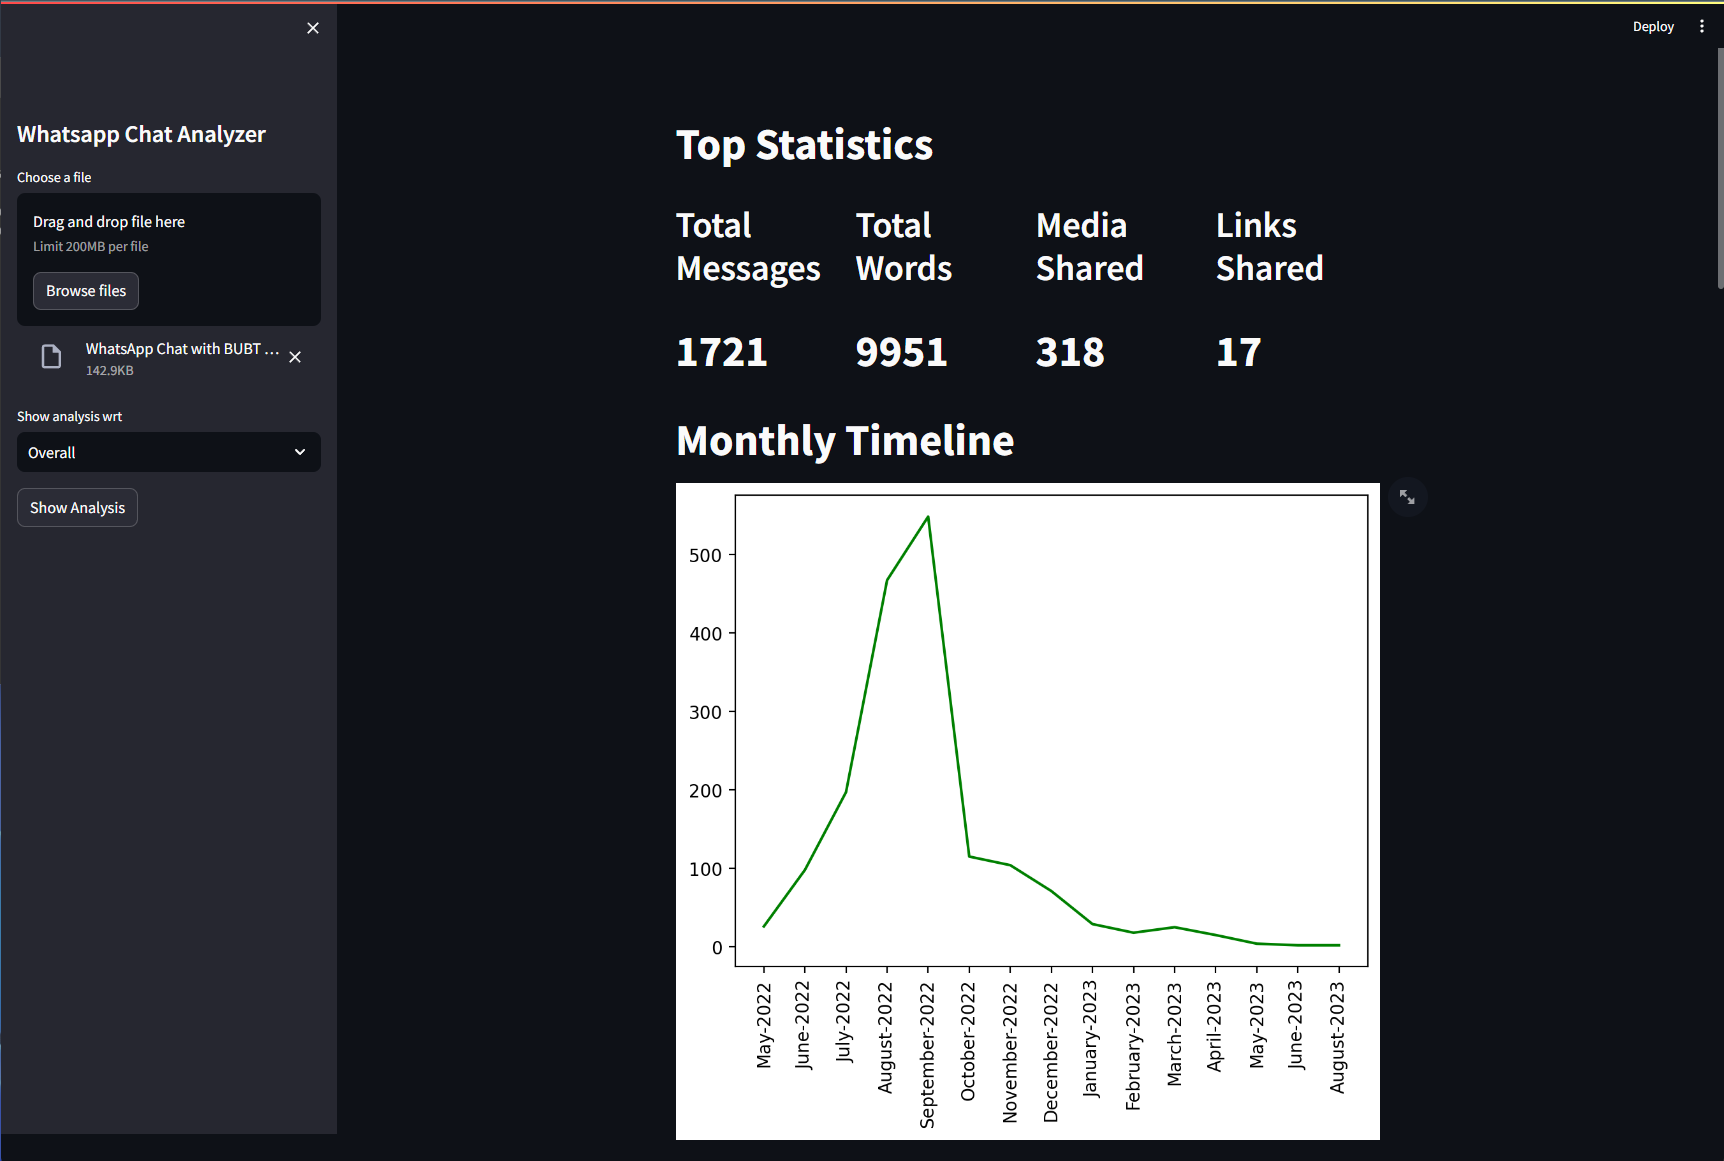 Deploy
Whatsapp Chat Analyzer
Choose a file
Drag and drop file here
Limit 200MB per file
Browse files
WhatsApp Chat with BUBT ...
142.9KB
Show analysis wrt
Overall
Show Analysis
Top Statistics
Total Messages
1721
Total Words
9951
Media Shared
318
Links Shared
17
Monthly Timeline
500
400
300
200
100
0
May-2022
June-2022
July-2022
August-2022
September-2022
October-2022
November-2022
December-2022
January-2023
February-2023
March-2023
April-2023
May-2023
June-2023
August-2023